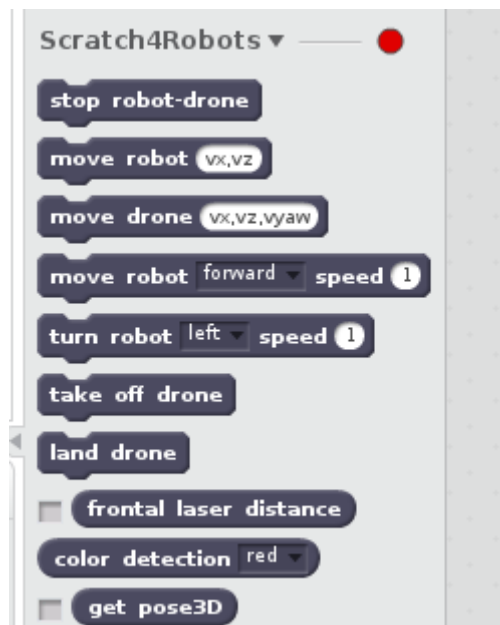 Scratch4Robots
stop robot-drone
move robot vx,vz
move drone vx,vz,vyaw
move robot forward speed 1
turn robot left speed 1
take off drone
land drone
frontal laser distance
color detection red
get pose3D